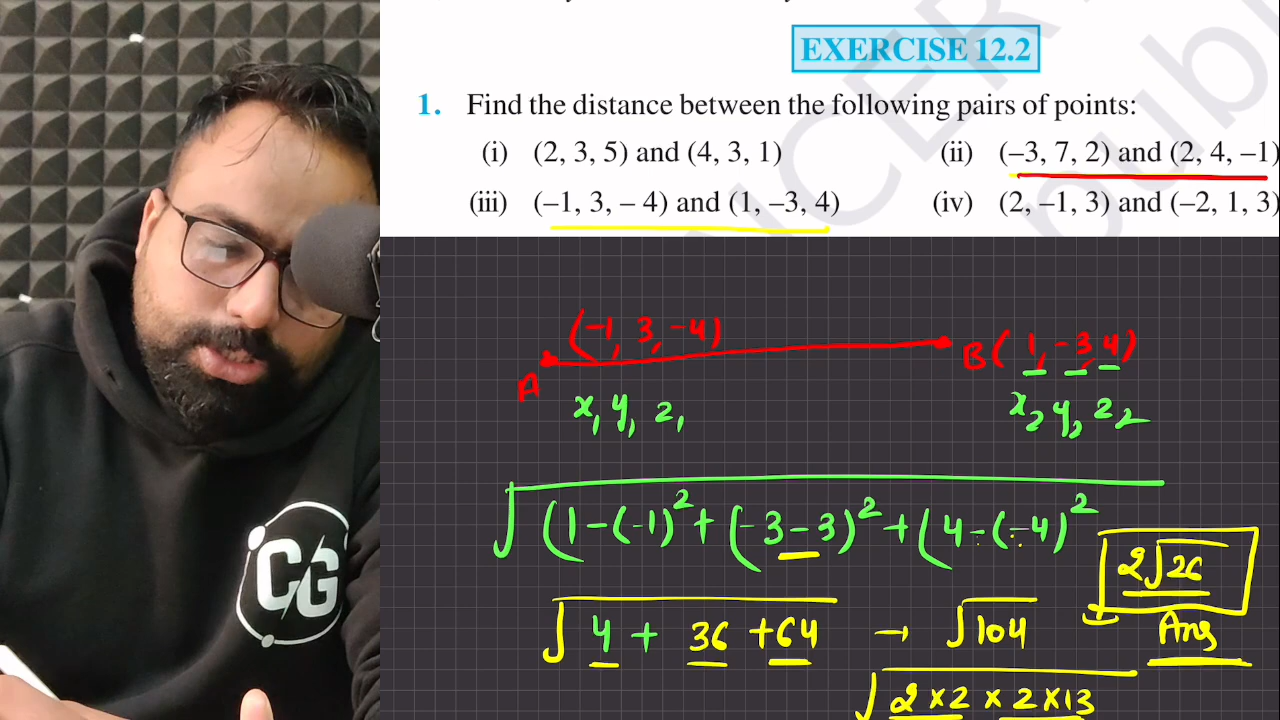 EXERCISE 12.2
1. Find the distance between the following pairs of points:
(i) (2, 3, 5) and (4, 3, 1) (ii) (–3, 7, 2) and (2, 4, –1)
(iii) (–1, 3, – 4) and (1, –3, 4) (iv) (2, –1, 3) and (–2, 1, 3)
(-1, 3, -4)
A B ( 1, -3, 4)
x₁ y₁ z₁ x₂ y₂ z₂
√(1-(-1)² + (-3-3)² + (4-(-4)²
2√26
√4 + 36 + 64 → √104 Ans
√2×2 × 2×13
CG